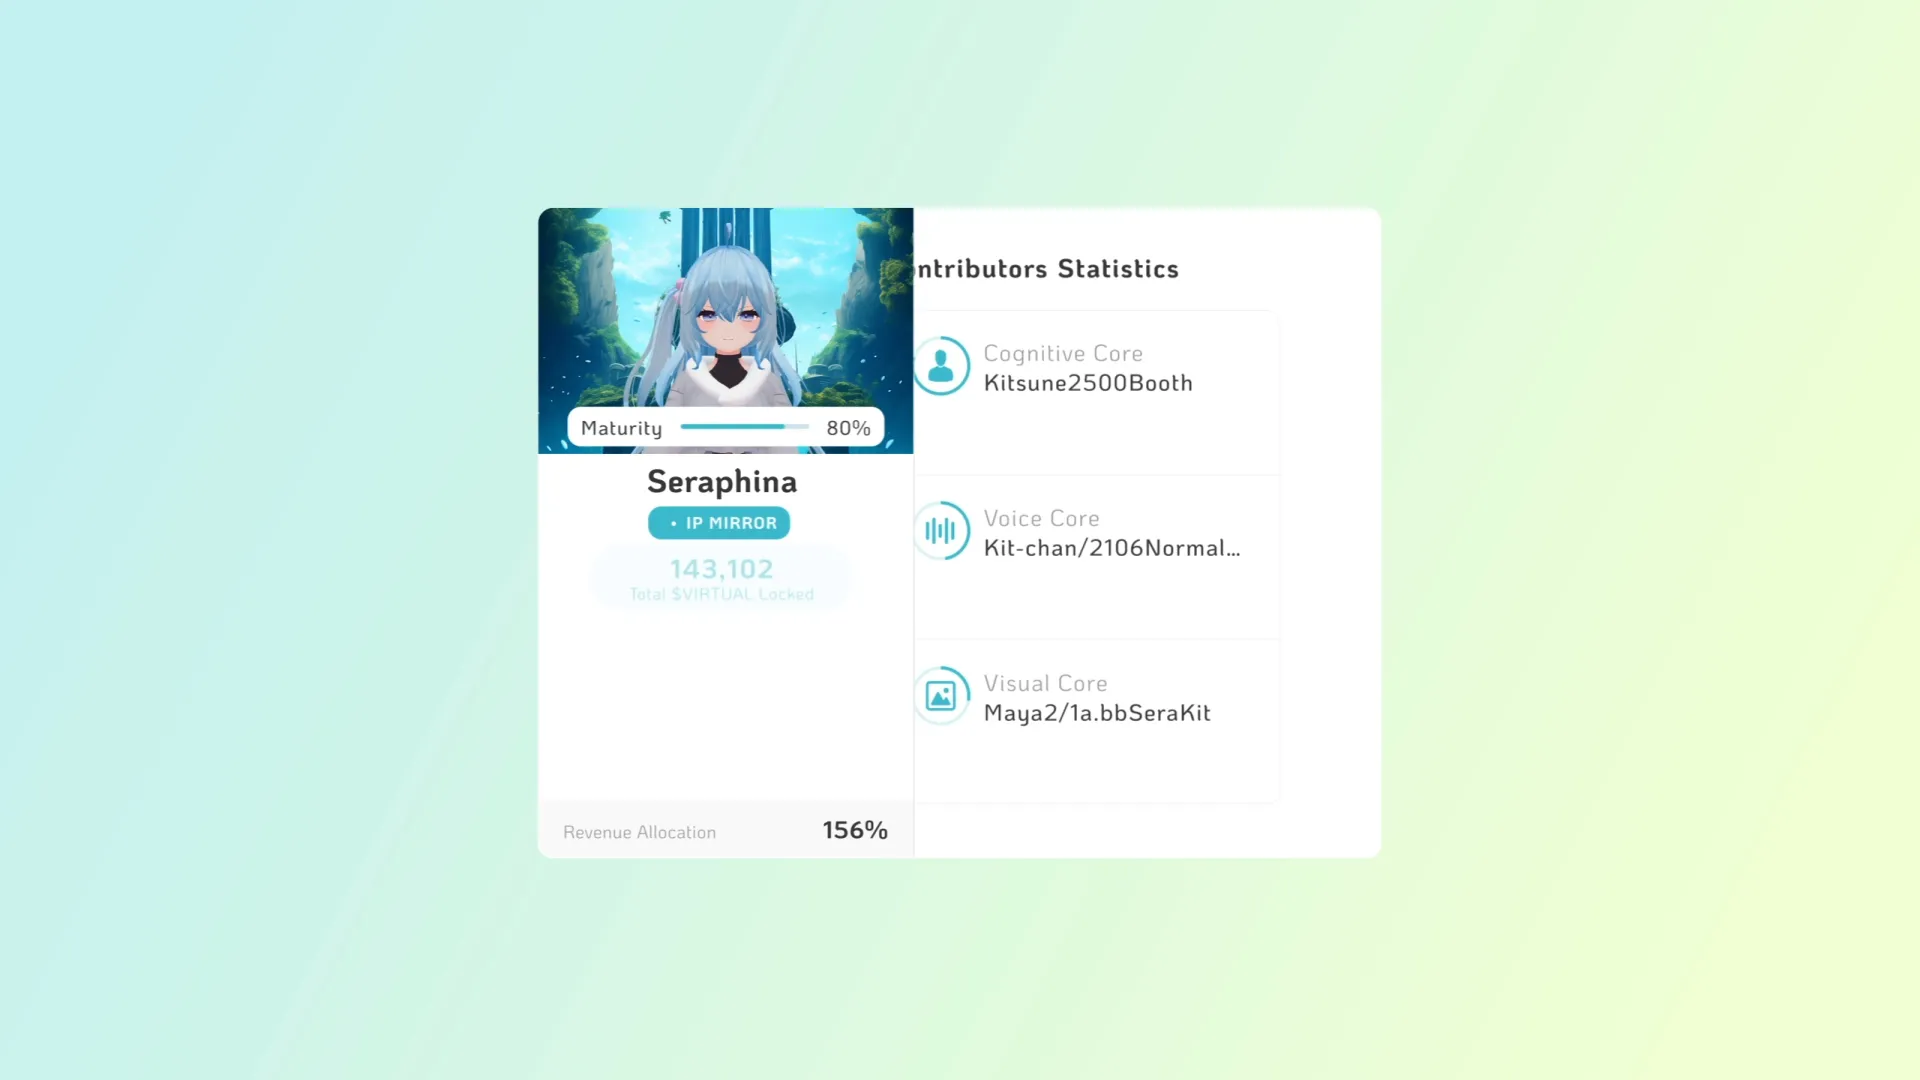 Maturity 80%
Seraphina
• IP MIRROR
143,102
Total $VIRTUAL Locked
Revenue Allocation 156%
ntributors Statistics
Cognitive Core
Kitsune2500Booth
Voice Core
Kit-chan/2106Normal...
Visual Core
Maya2/1a.bbSeraKit